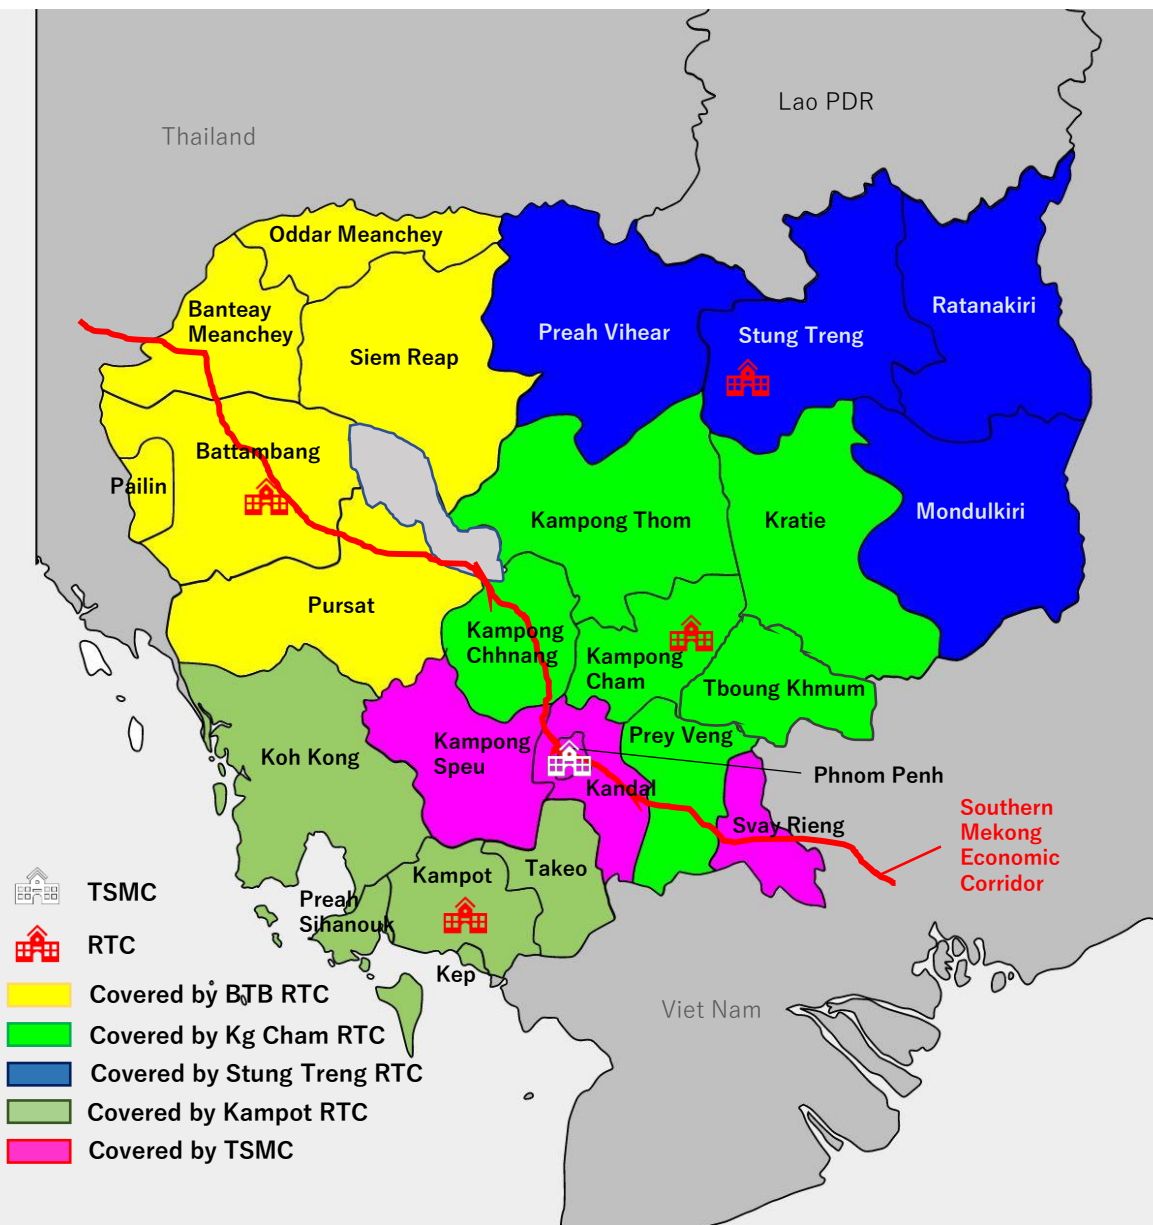 Lao PDR
Thailand
Oddar Meanchey
Banteay
Meanchey
Siem Reap
Preah Vihear
Stung Treng
Ratanakiri
Battambang
Pailin
Kampong Thom
Kratie
Mondulkiri
Pursat
Kampong
Chhnang
Kampong
Cham
Tboung Khmum
Koh Kong
Kampong
Speu
Prey Veng
Phnom Penh
Kandal
Svay Rieng
Southern
Mekong
Economic
Corridor
Takeo
Kampot
Preah
Sihanouk
Kep
Viet Nam
TSMC
RTC
Covered by BTB RTC
Covered by Kg Cham RTC
Covered by Stung Treng RTC
Covered by Kampot RTC
Covered by TSMC